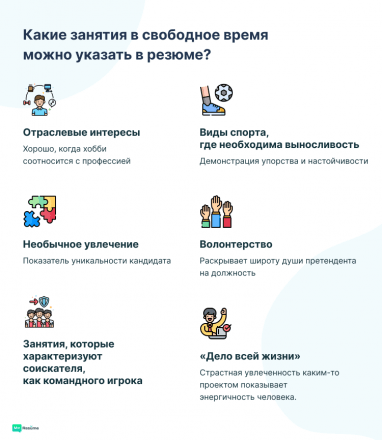 Какие занятия в свободное время
можно указать в резюме?
Отраслевые интересы
Хорошо, когда хобби
соотносится с профессией
Виды спорта,
где необходима выносливость
Демонстрация упорства и настойчивости
Необычное увлечение
Показатель уникальности кандидата
Волонтерство
Раскрывает широту души претендента
на должность
Занятия, которые
характеризуют
соискателя,
как командного игрока
«Дело всей жизни»
Страстная увлеченность каким-то
проектом показывает
энергичность человека.